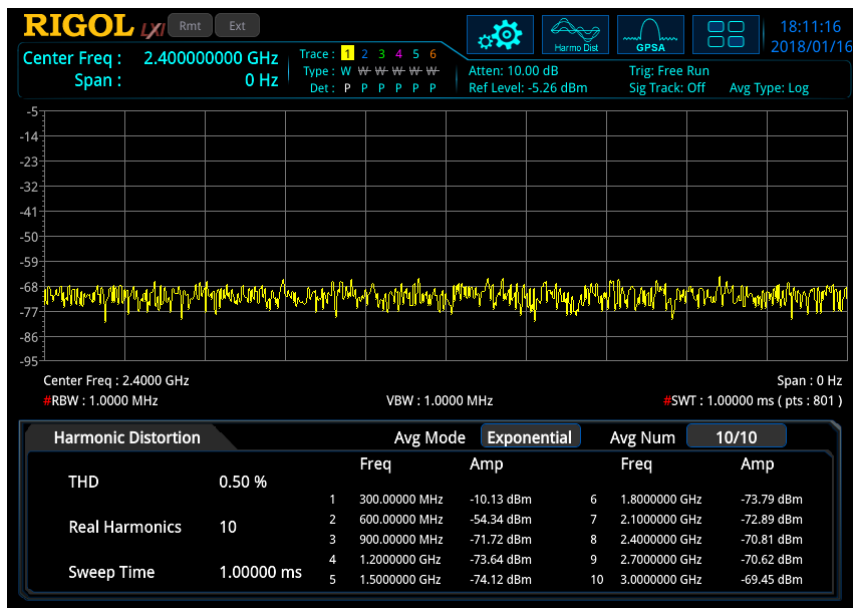 RIGOL LXI Rmt Ext Harmo Dist GPSA 18:11:16
2018/01/16
Center Freq : 2.400000000 GHz
Span : 0 Hz
Trace : 1 2 3 4 5 6
Type : W W W W W W
Det : P P P P P P
Atten: 10.00 dB Trig: Free Run
Ref Level: -5.26 dBm Sig Track: Off Avg Type: Log
-5
-14
-23
-32
-41
-50
-59
-68
-77
-86
-95
Center Freq : 2.4000 GHz Span : 0 Hz
#RBW : 1.0000 MHz VBW : 1.0000 MHz #SWT : 1.00000 ms ( pts : 801 )
Harmonic Distortion Avg Mode Exponential Avg Num 10/10
THD 0.50 %
Real Harmonics 10
Sweep Time 1.00000 ms
Freq Amp Freq Amp
1 300.00000 MHz -10.13 dBm 6 1.8000000 GHz -73.79 dBm
2 600.00000 MHz -54.34 dBm 7 2.1000000 GHz -72.89 dBm
3 900.00000 MHz -71.72 dBm 8 2.4000000 GHz -70.81 dBm
4 1.2000000 GHz -73.64 dBm 9 2.7000000 GHz -70.62 dBm
5 1.5000000 GHz -74.12 dBm 10 3.0000000 GHz -69.45 dBm